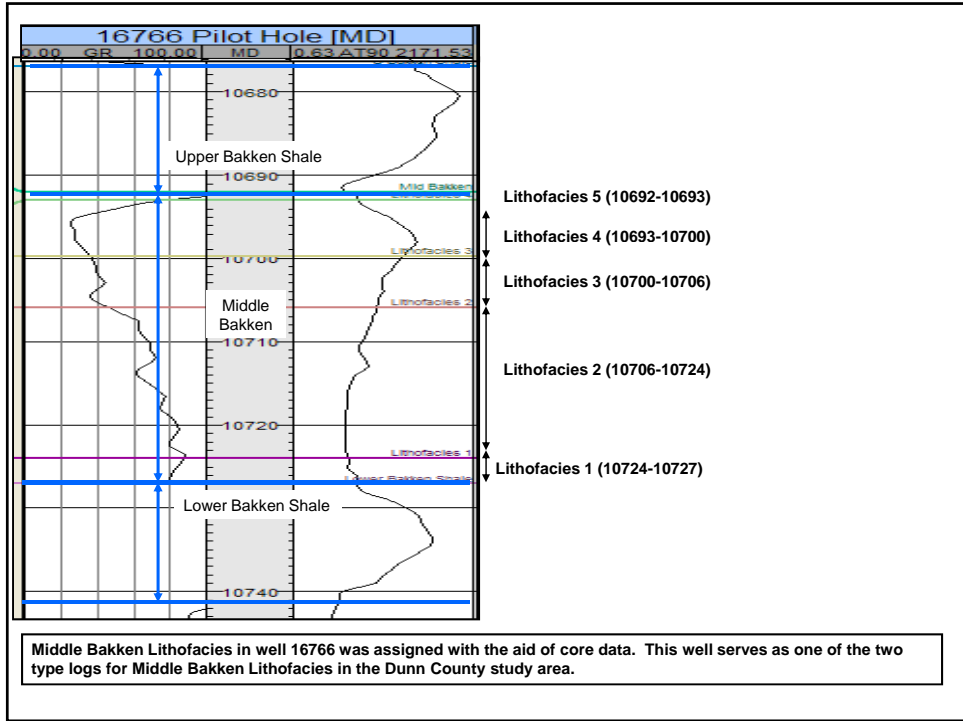 16766 Pilot Hole [MD]
0.00 GR 100.00 MD 0.63 AT90 2171.53
10680
Upper Bakken Shale
10690
Mid Bakken
Lithofacies 5 (10692-10693)
Lithofacies 4 (10693-10700)
Lithofacies 3
10700
Lithofacies 3 (10700-10706)
Lithofacies 2
Middle
Bakken
10710
Lithofacies 2 (10706-10724)
10720
Lithofacies 1
Lithofacies 1 (10724-10727)
Lower Bakken Shale
Lower Bakken Shale
10740
Middle Bakken Lithofacies in well 16766 was assigned with the aid of core data. This well serves as one of the two
type logs for Middle Bakken Lithofacies in the Dunn County study area.